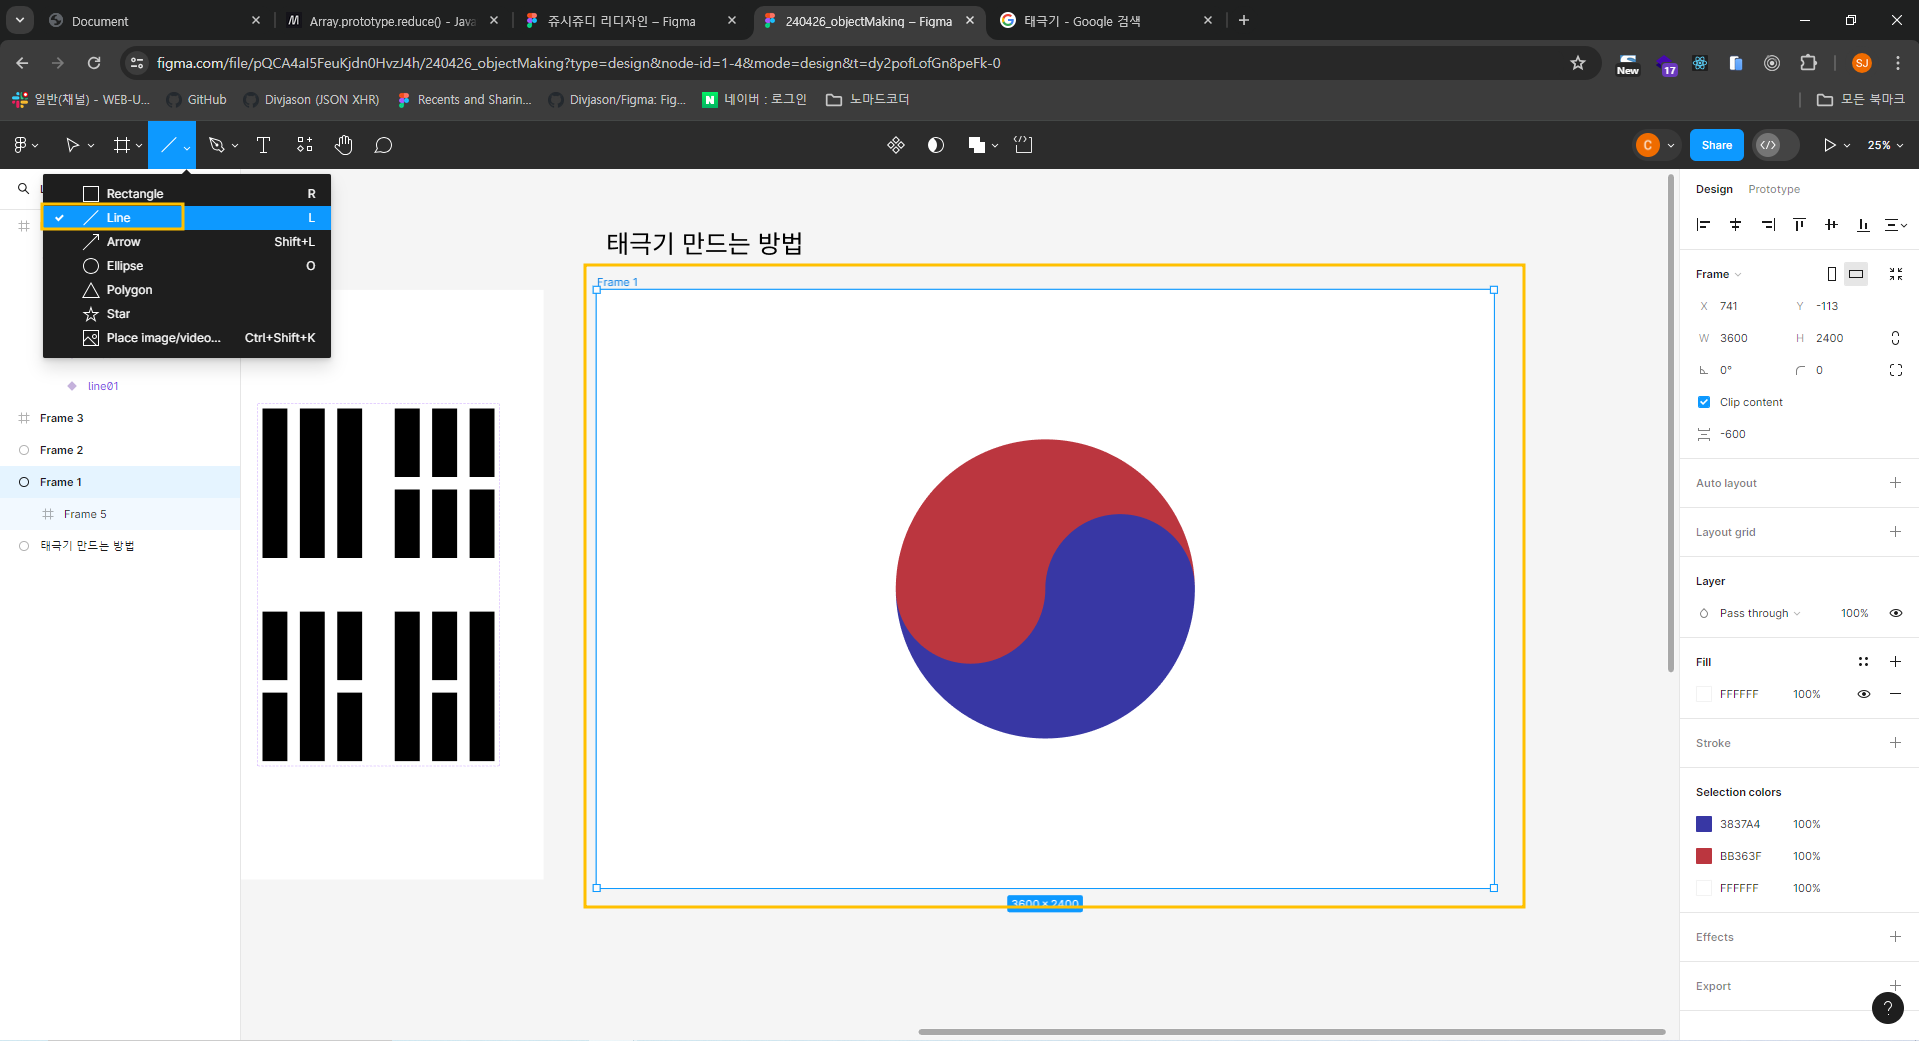 Document
Array.prototype.reduce() - Java
쥬시쥬디 리디자인 – Figma
240426_objectMaking – Figma
태극기 - Google 검색
figma.com/file/pQCA4aI5FeuKjdn0HvzJ4h/240426_objectMaking?type=design&node-id=1-4&mode=design&t=dy2pofLofGn8peFk-0
New
17
SJ
일반(채널) - WEB-U...
GitHub
Divjason (JSON XHR)
Recents and Sharin...
Divjason/Figma: Fig...
N
네이버 : 로그인
노마드코더
모든 북마크
C
Share
25%
Rectangle R
Line L
Arrow Shift+L
Ellipse O
Polygon
Star
Place image/video... Ctrl+Shift+K
line01
Frame 3
Frame 2
Frame 1
Frame 5
태극기 만드는 방법
태극기 만드는 방법
Frame 1
3600 × 2400
Design Prototype
Frame
X 741 Y -113
W 3600 H 2400
0° 0
Clip content
-600
Auto layout
Layout grid
Layer
Pass through 100%
Fill
FFFFFF 100%
Stroke
Selection colors
3837A4 100%
BB363F 100%
FFFFFF 100%
Effects
Export
?